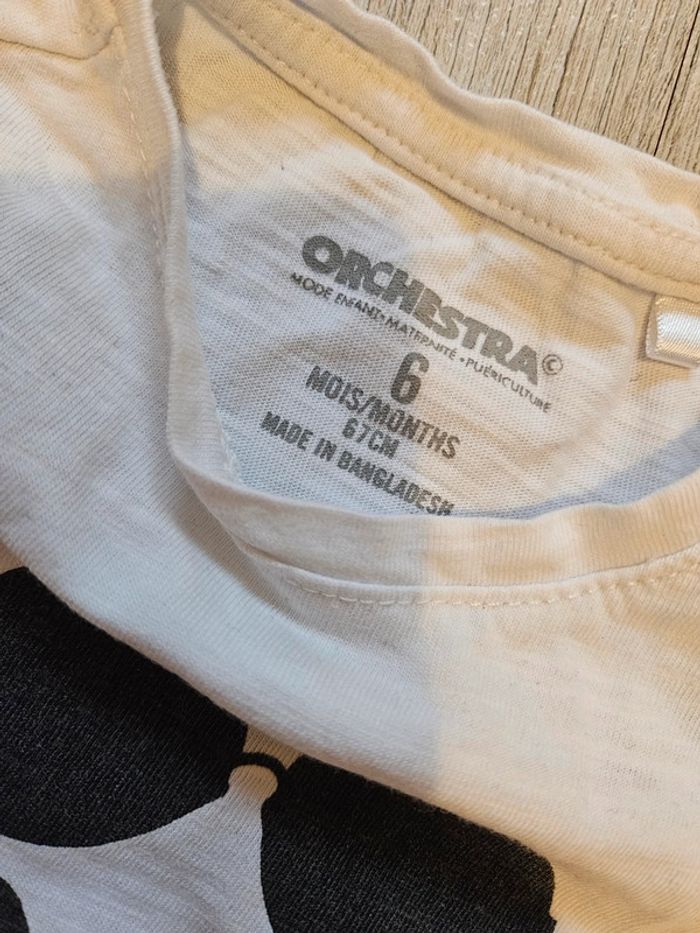 ORCHESTRA©
MODE ENFANT•MATERNITÉ•PUÉRICULTURE
6
MOIS/MONTHS
67CM
MADE IN BANGLADESH